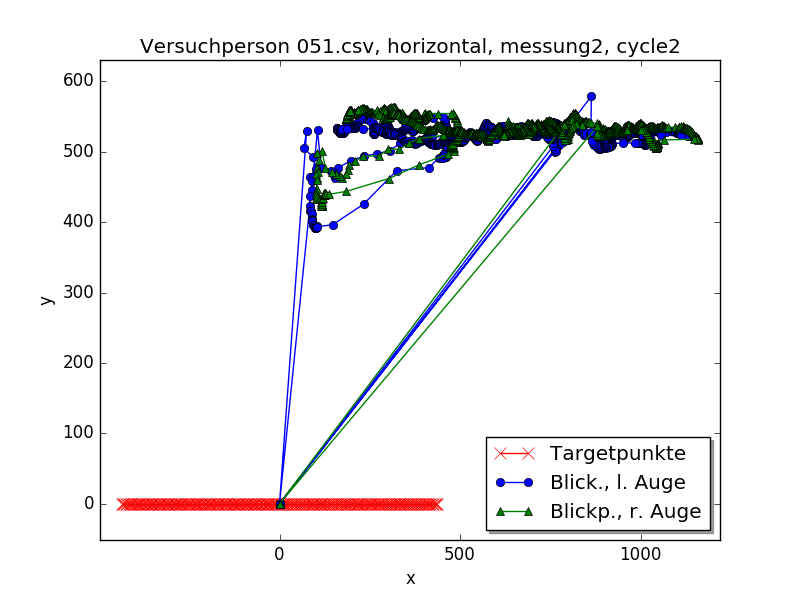 Versuchperson 051.csv, horizontal, messung2, cycle2
600
500
400
300
200
100
0
y
0 500 1000
x
Targetpunkte
Blick., l. Auge
Blickp., r. Auge